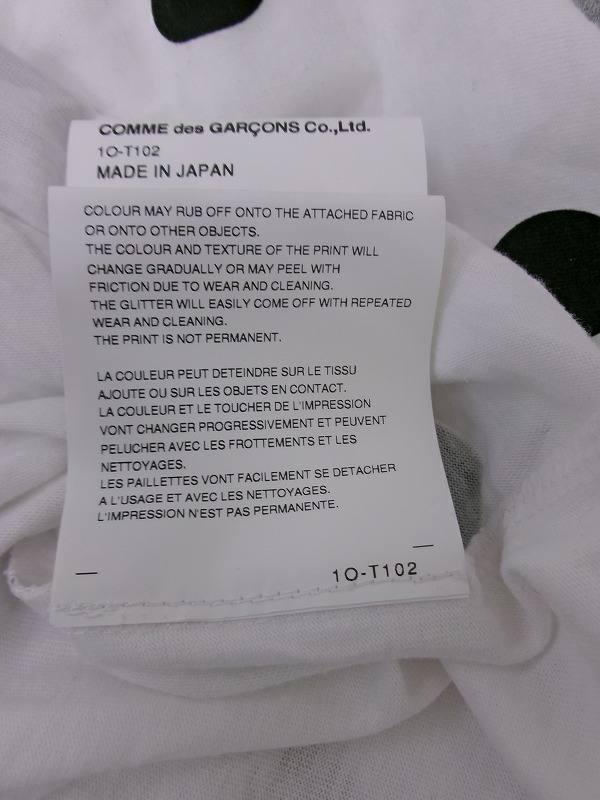 COMME des GARÇONS Co.,Ltd.
1O-T102
MADE IN JAPAN
COLOUR MAY RUB OFF ONTO THE ATTACHED FABRIC
OR ONTO OTHER OBJECTS.
THE COLOUR AND TEXTURE OF THE PRINT WILL
CHANGE GRADUALLY OR MAY PEEL WITH
FRICTION DUE TO WEAR AND CLEANING.
THE GLITTER WILL EASILY COME OFF WITH REPEATED
WEAR AND CLEANING.
THE PRINT IS NOT PERMANENT.
LA COULEUR PEUT DETEINDRE SUR LE TISSU
AJOUTE OU SUR LES OBJETS EN CONTACT.
LA COULEUR ET LE TOUCHER DE L'IMPRESSION
VONT CHANGER PROGRESSIVEMENT ET PEUVENT
PELUCHER AVEC LES FROTTEMENTS ET LES
NETTOYAGES.
LES PAILLETTES VONT FACILEMENT SE DETACHER
A L'USAGE ET AVEC LES NETTOYAGES.
L'IMPRESSION N'EST PAS PERMANENTE.
1O-T102